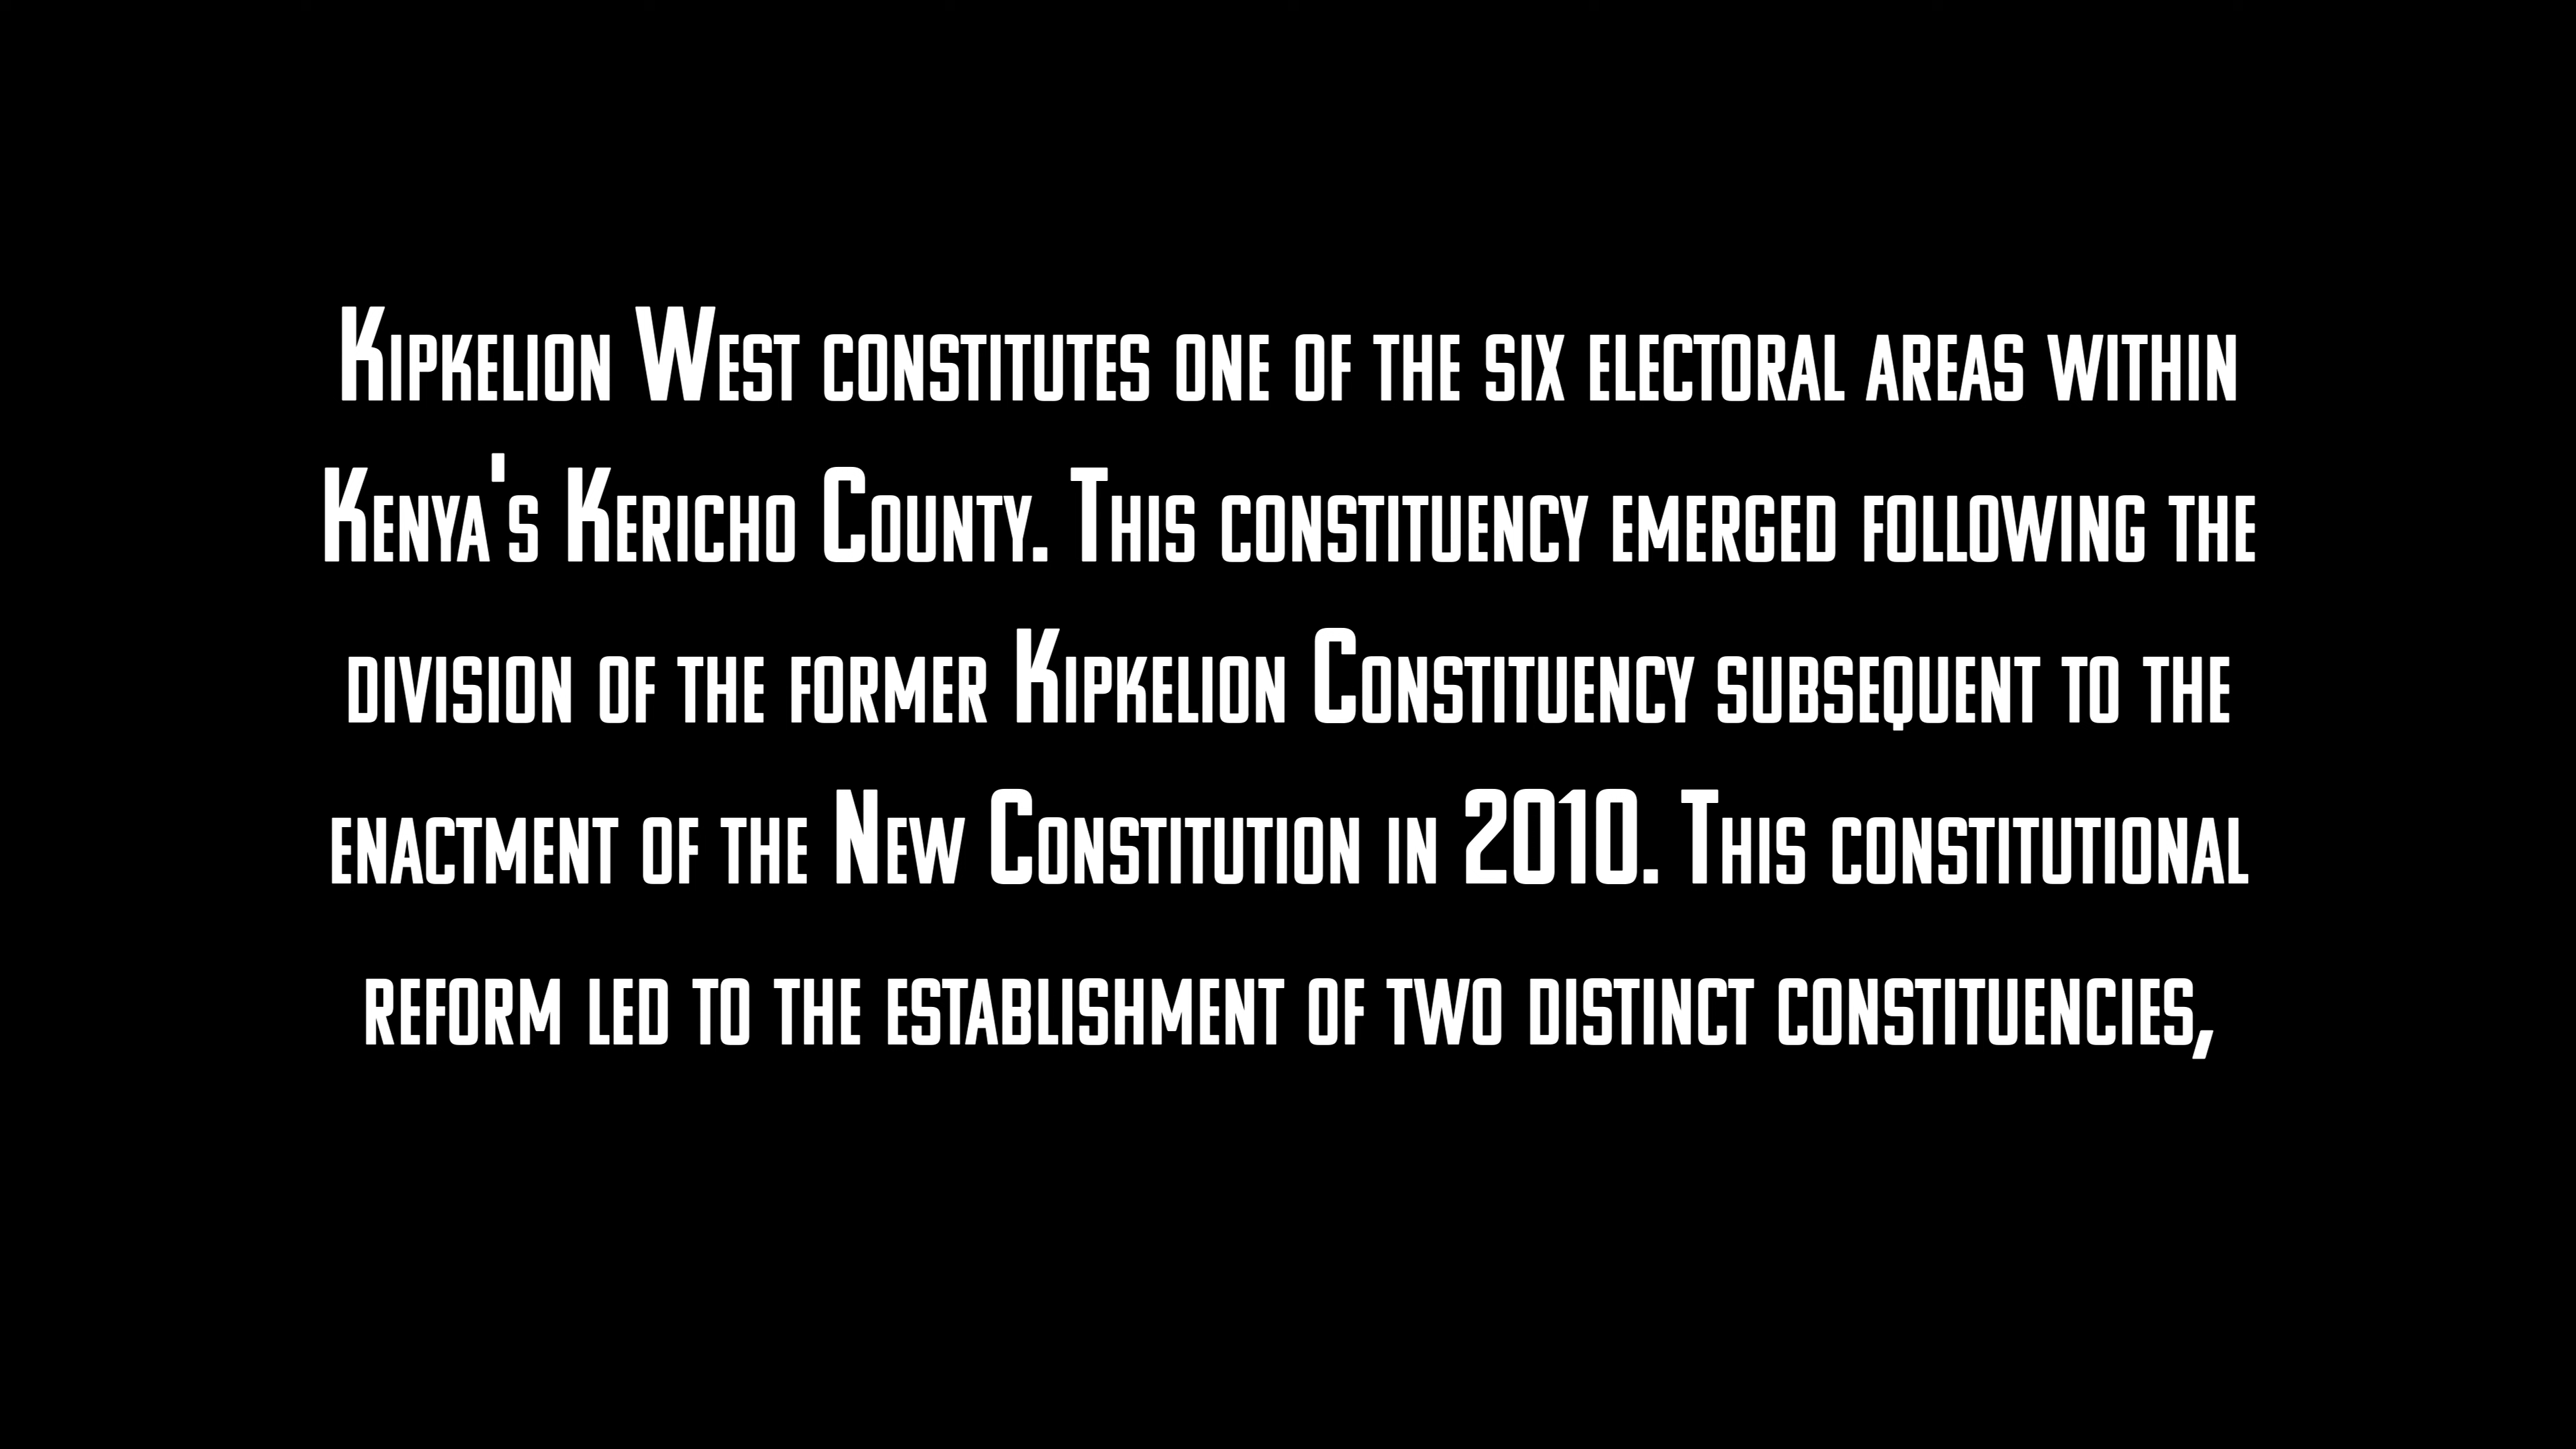 Kipkelion West constitutes one of the six electoral areas within
Kenya's Kericho County. This constituency emerged following the
division of the former Kipkelion Constituency subsequent to the
enactment of the New Constitution in 2010. This constitutional
reform led to the establishment of two distinct constituencies,